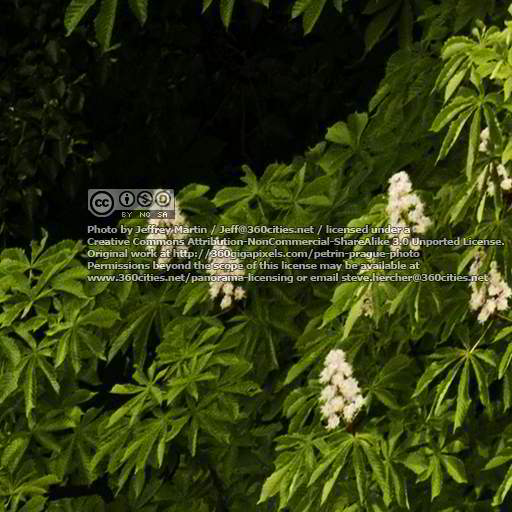 cc
BY NO SA
Photo by Jeffrey Martin / Jeff@360cities.net / licensed under a
Creative Commons Attribution-NonCommercial-ShareAlike 3.0 Unported License.
Original work at http://360gigapixels.com/petrin-prague-photo
Permissions beyond the scope of this license may be available at
www.360cities.net/panorama-licensing or email steve.hercher@360cities.net